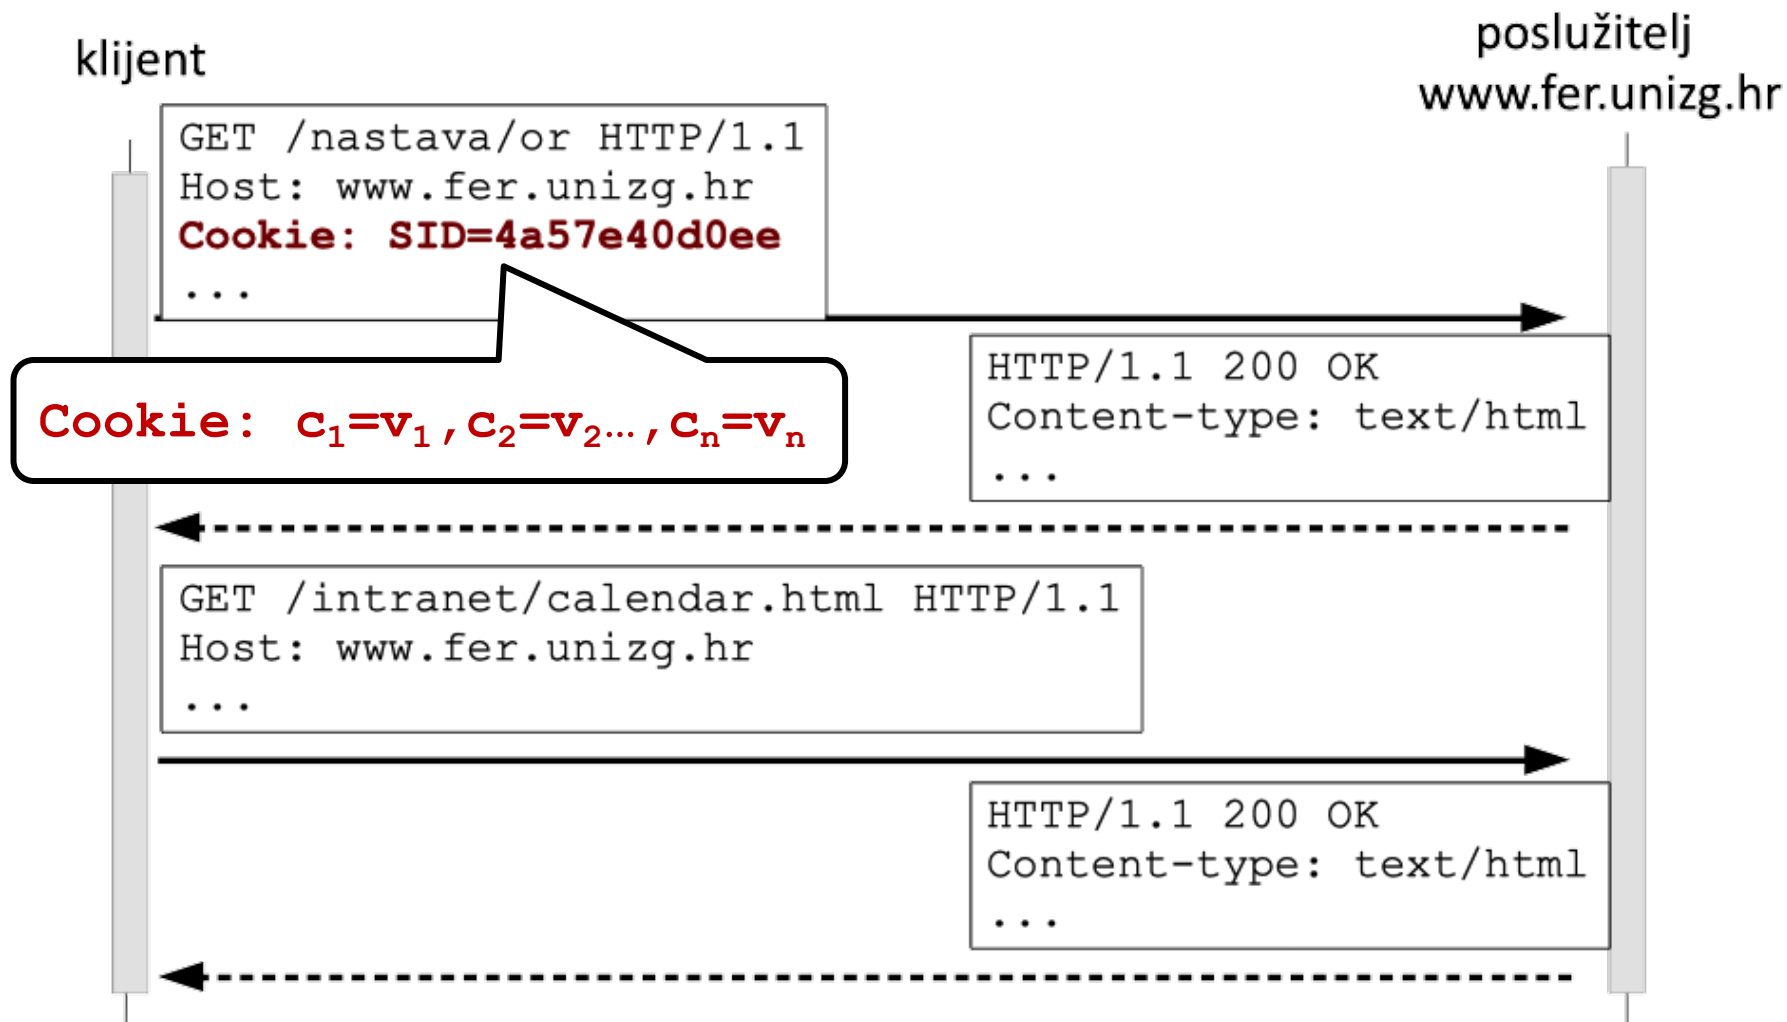 klijent
poslužitelj
www.fer.unizg.hr
GET /nastava/or HTTP/1.1
Host: www.fer.unizg.hr
Cookie: SID=4a57e40d0ee
...
Cookie: c₁=v₁,c₂=v₂…,cₙ=vₙ
HTTP/1.1 200 OK
Content-type: text/html
...
GET /intranet/calendar.html HTTP/1.1
Host: www.fer.unizg.hr
...
HTTP/1.1 200 OK
Content-type: text/html
...